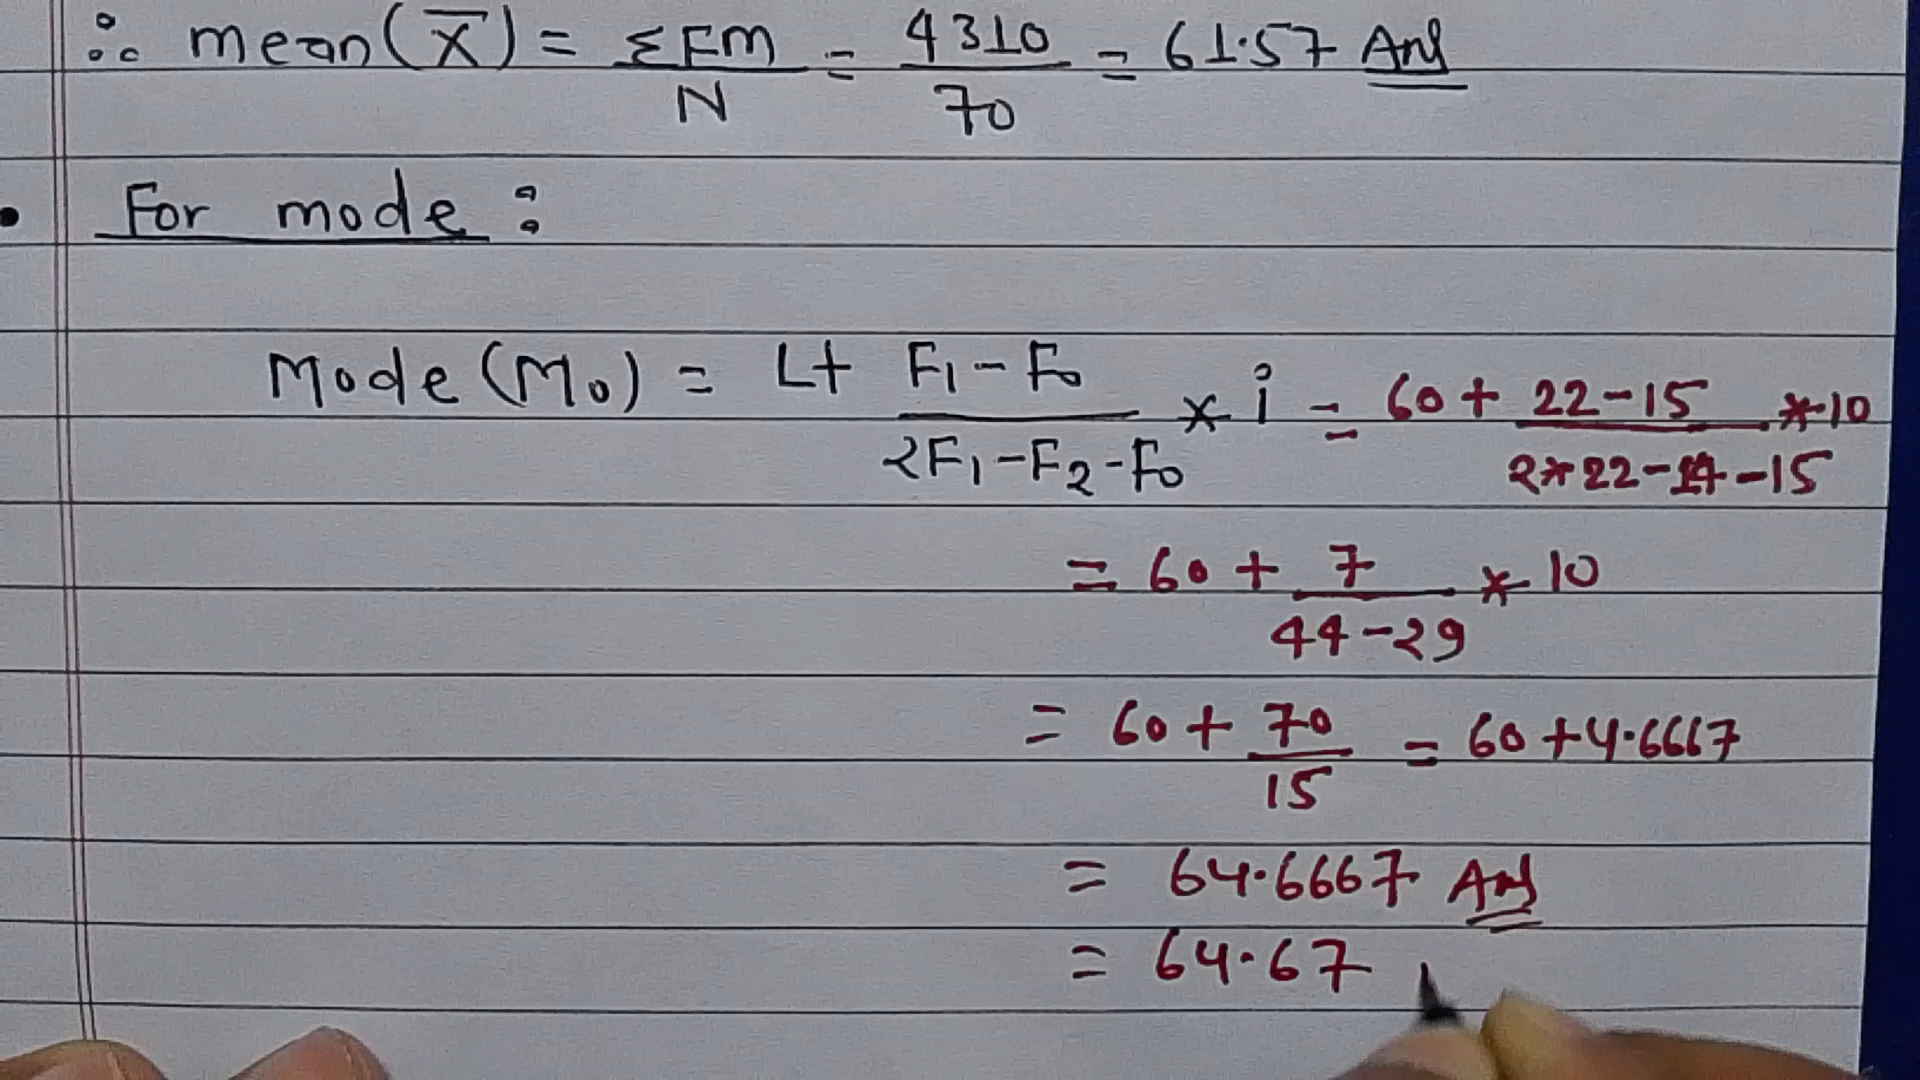 ∴ mean(X̄) = ΣFM/N = 4310/70 = 61.57 Ans
For mode :
Mode (Mo) = L + (F₁ - F₀)/(2F₁ - F₂ - F₀) * i = 60 + (22 - 15)/(2*22 - 14 - 15) * 10
= 60 + 7/(44 - 29) * 10
= 60 + 70/15 = 60 + 4.6667
= 64.6667 Ans
= 64.67